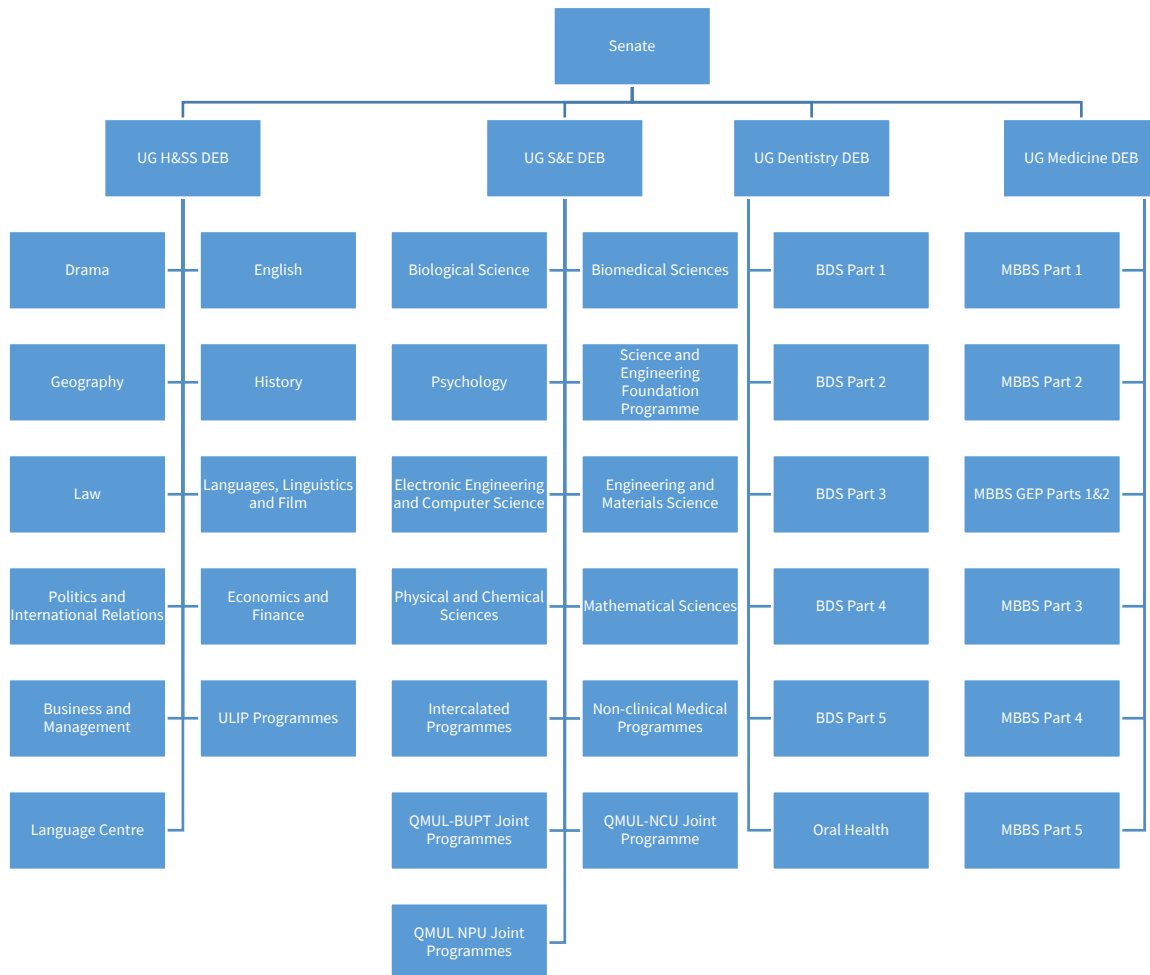 Senate
UG H&SS DEB
UG S&E DEB
UG Dentistry DEB
UG Medicine DEB
Drama
English
Biological Science
Biomedical Sciences
BDS Part 1
MBBS Part 1
Geography
History
Psychology
Science and
Engineering
Foundation
Programme
BDS Part 2
MBBS Part 2
Law
Languages, Linguistics
and Film
Electronic Engineering
and Computer Science
Engineering and
Materials Science
BDS Part 3
MBBS GEP Parts 1&2
Politics and
International Relations
Economics and
Finance
Physical and Chemical
Sciences
Mathematical Sciences
BDS Part 4
MBBS Part 3
Business and
Management
ULIP Programmes
Intercalated
Programmes
Non-clinical Medical
Programmes
BDS Part 5
MBBS Part 4
Language Centre
QMUL-BUPT Joint
Programmes
QMUL-NCU Joint
Programme
Oral Health
MBBS Part 5
QMUL NPU Joint
Programmes